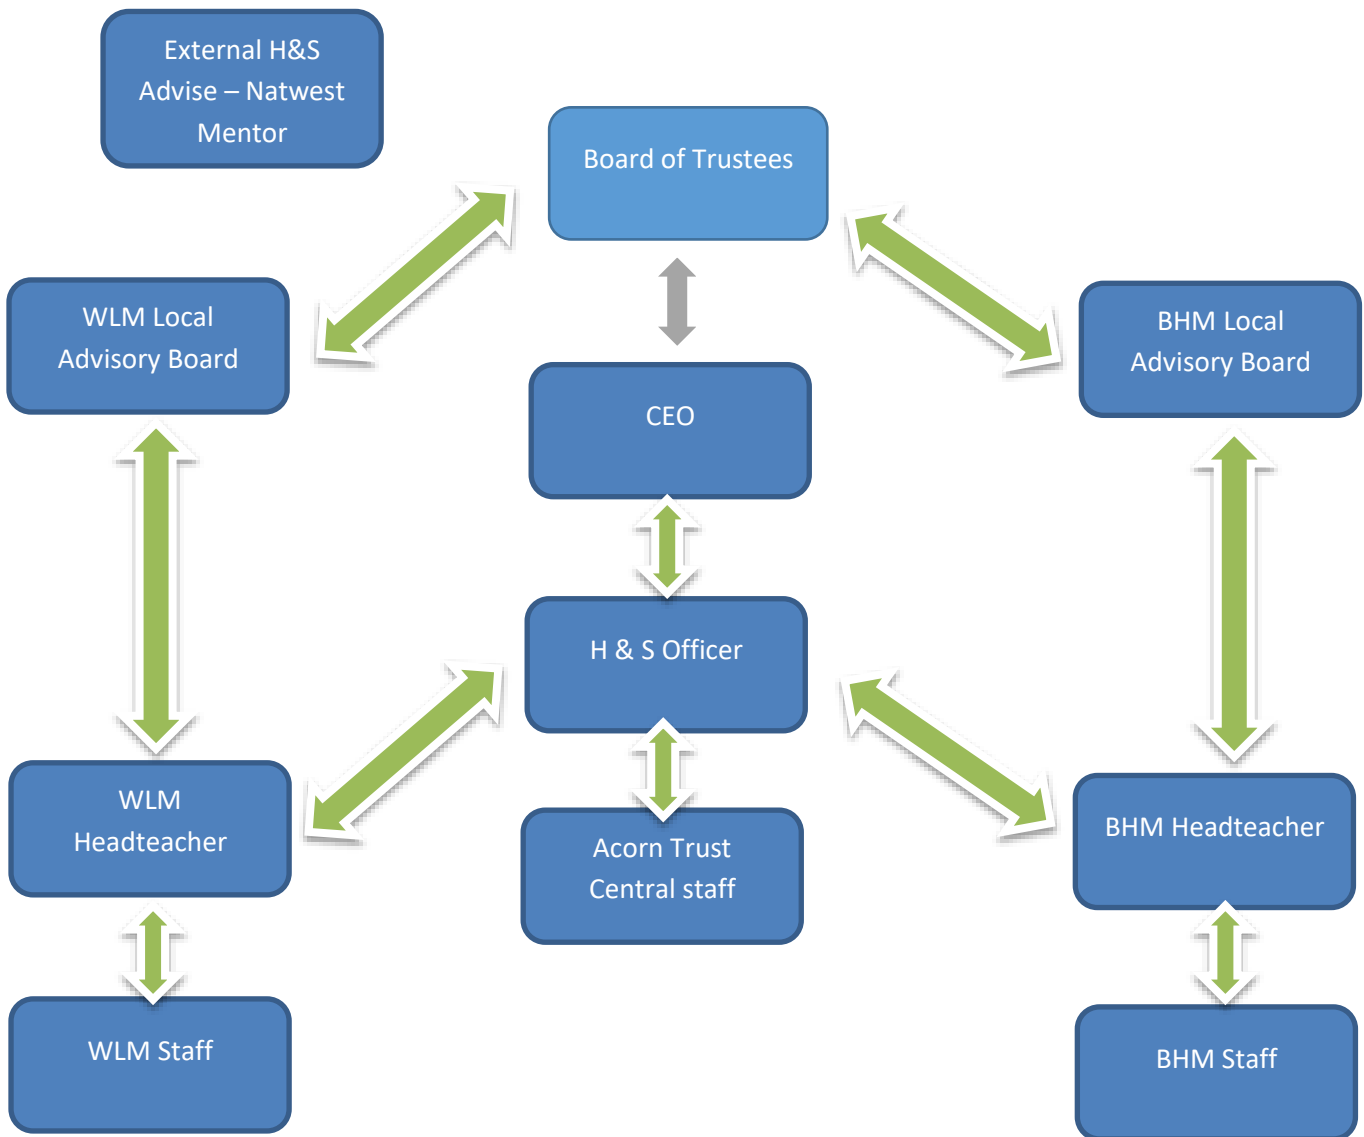 External H&S
Advise – Natwest
Mentor
Board of Trustees
WLM Local
Advisory Board
BHM Local
Advisory Board
CEO
H & S Officer
WLM
Headteacher
Acorn Trust
Central staff
BHM Headteacher
WLM Staff
BHM Staff